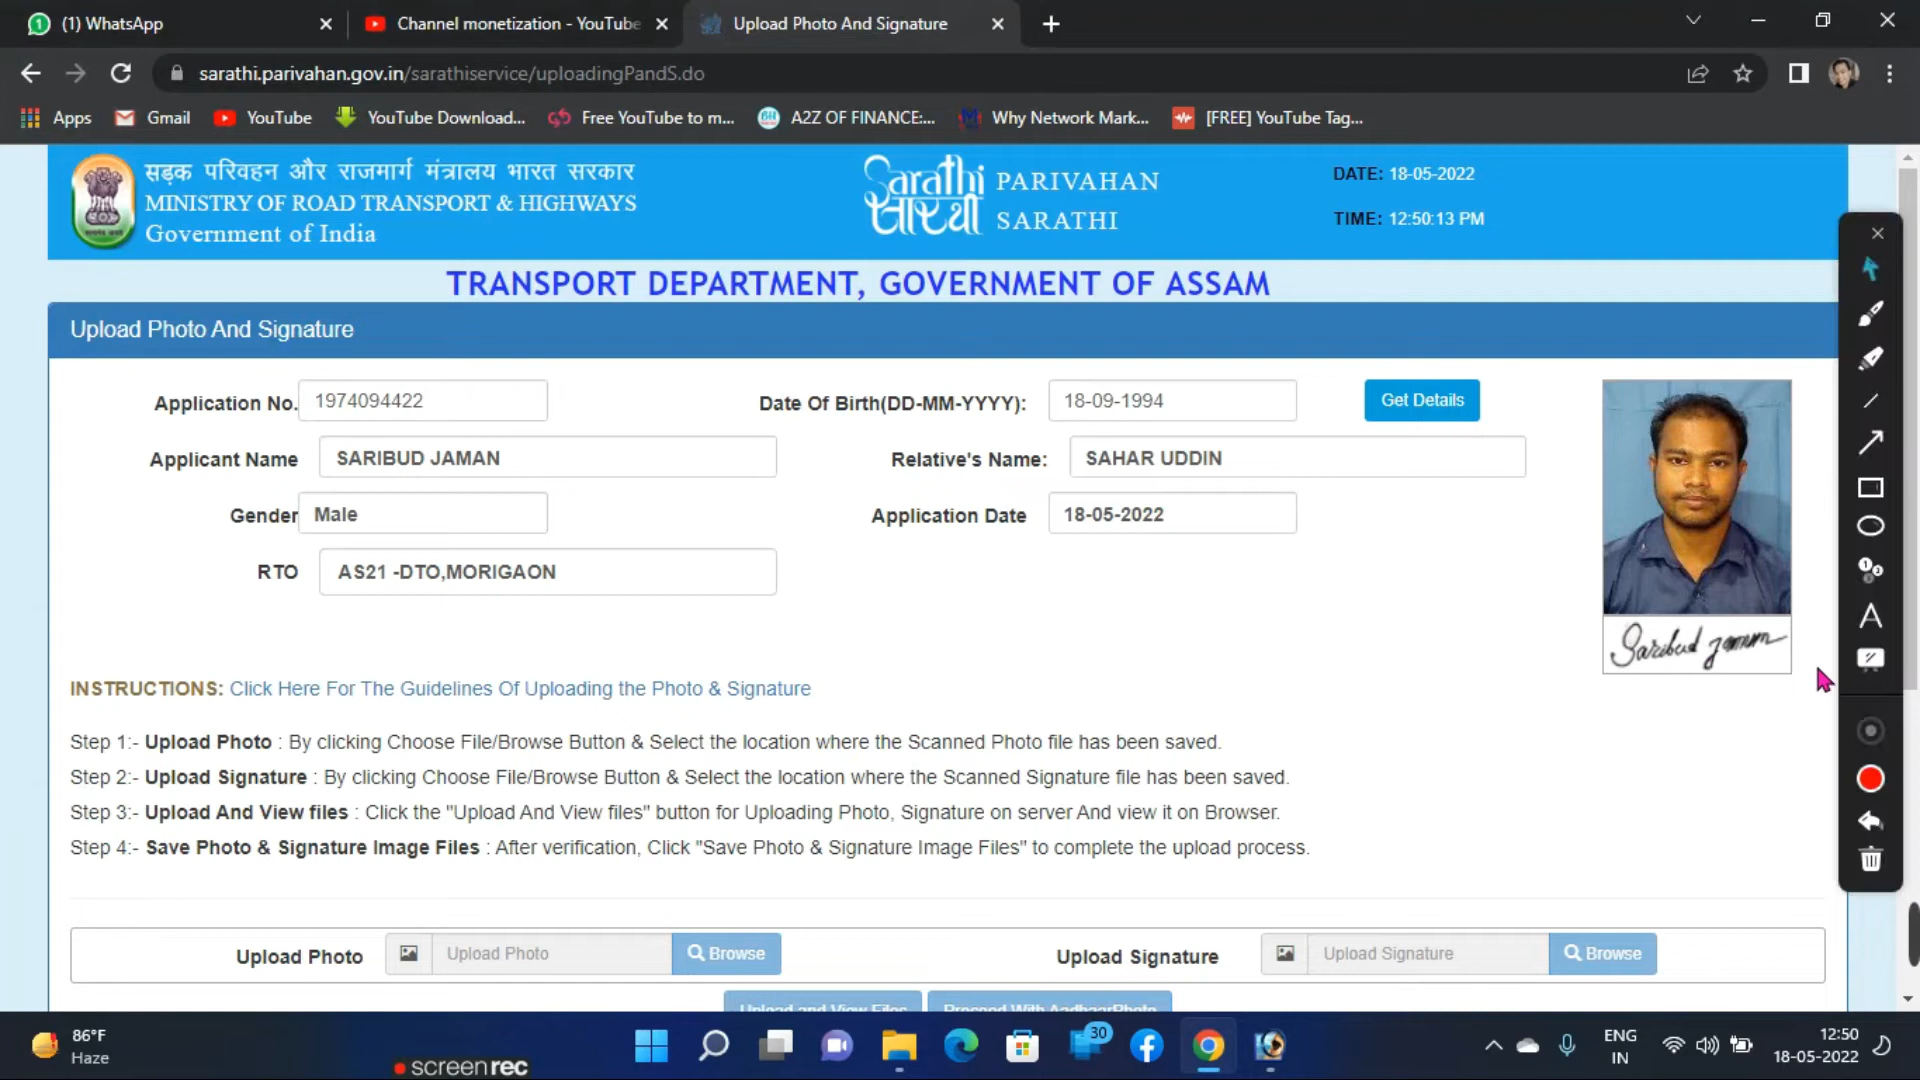 (1) WhatsApp
Channel monetization - YouTube
Upload Photo And Signature
sarathi.parivahan.gov.in/sarathiservice/uploadingPandS.do
Apps
Gmail
YouTube
YouTube Download...
Free YouTube to m...
A2Z OF FINANCE:...
Why Network Mark...
[FREE] YouTube Tag...
सड़क परिवहन और राजमार्ग मंत्रालय भारत सरकार
MINISTRY OF ROAD TRANSPORT & HIGHWAYS
Government of India
Sarathi
सारथी
PARIVAHAN
SARATHI
DATE: 18-05-2022
TIME: 12:50:13 PM
TRANSPORT DEPARTMENT, GOVERNMENT OF ASSAM
Upload Photo And Signature
Application No. 1974094422
Date Of Birth(DD-MM-YYYY): 18-09-1994
Get Details
Applicant Name SARIBUD JAMAN
Relative's Name: SAHAR UDDIN
Gender Male
Application Date 18-05-2022
RTO AS21 -DTO,MORIGAON
Saribud Jaman
INSTRUCTIONS: Click Here For The Guidelines Of Uploading the Photo & Signature
Step 1:- Upload Photo : By clicking Choose File/Browse Button & Select the location where the Scanned Photo file has been saved.
Step 2:- Upload Signature : By clicking Choose File/Browse Button & Select the location where the Scanned Signature file has been saved.
Step 3:- Upload And View files : Click the "Upload And View files" button for Uploading Photo, Signature on server And view it on Browser.
Step 4:- Save Photo & Signature Image Files : After verification, Click "Save Photo & Signature Image Files" to complete the upload process.
Upload Photo Upload Photo Browse
Upload Signature Upload Signature Browse
Upload and View Files
Proceed With AadhaarPhoto
86°F
Haze
screenrec
30
ENG
IN
12:50
18-05-2022